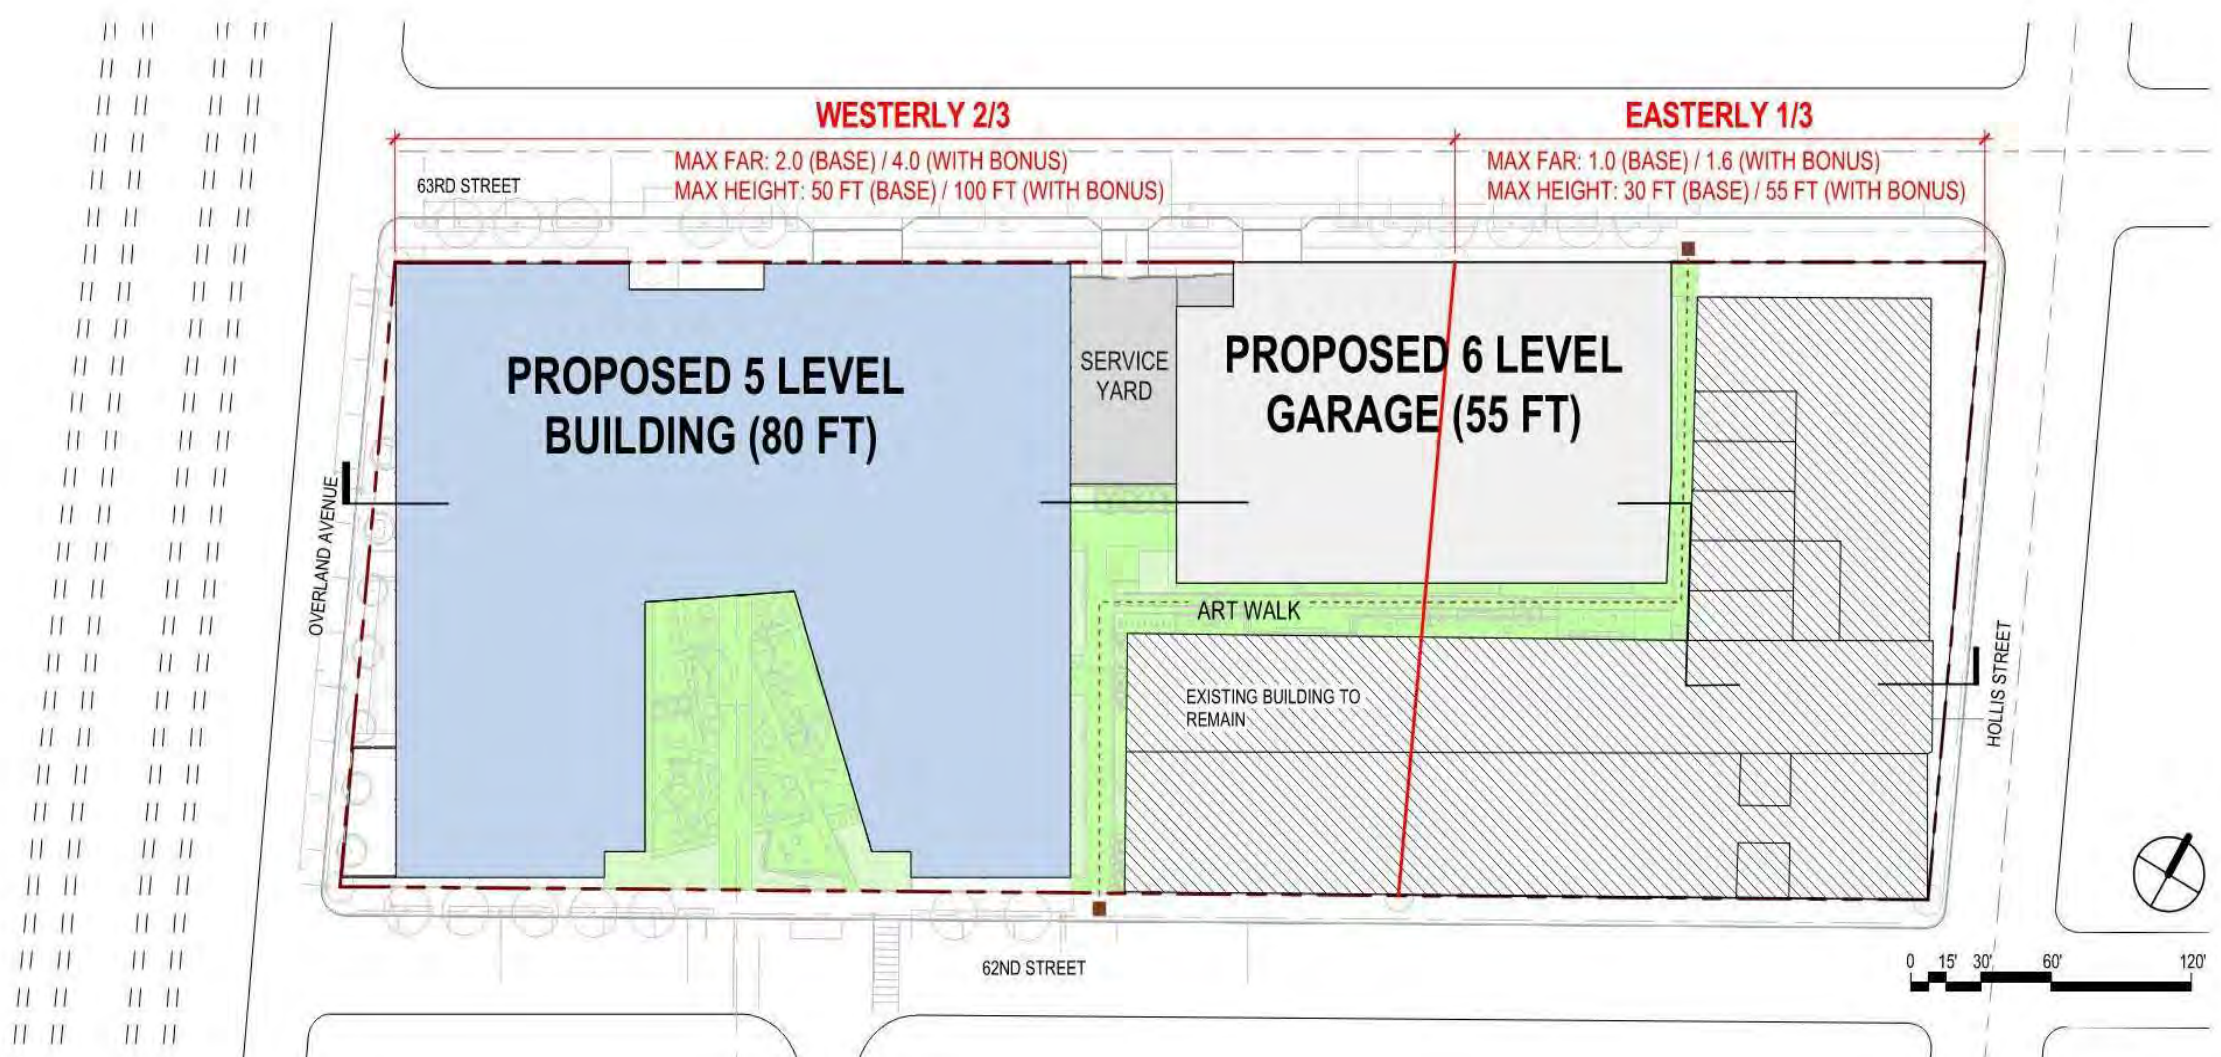 WESTERLY 2/3
EASTERLY 1/3
MAX FAR: 2.0 (BASE) / 4.0 (WITH BONUS)
MAX HEIGHT: 50 FT (BASE) / 100 FT (WITH BONUS)
MAX FAR: 1.0 (BASE) / 1.6 (WITH BONUS)
MAX HEIGHT: 30 FT (BASE) / 55 FT (WITH BONUS)
63RD STREET
PROPOSED 5 LEVEL
BUILDING (80 FT)
SERVICE
YARD
PROPOSED 6 LEVEL
GARAGE (55 FT)
OVERLAND AVENUE
ART WALK
EXISTING BUILDING TO
REMAIN
HOLLIS STREET
62ND STREET
0 15' 30' 60' 120'